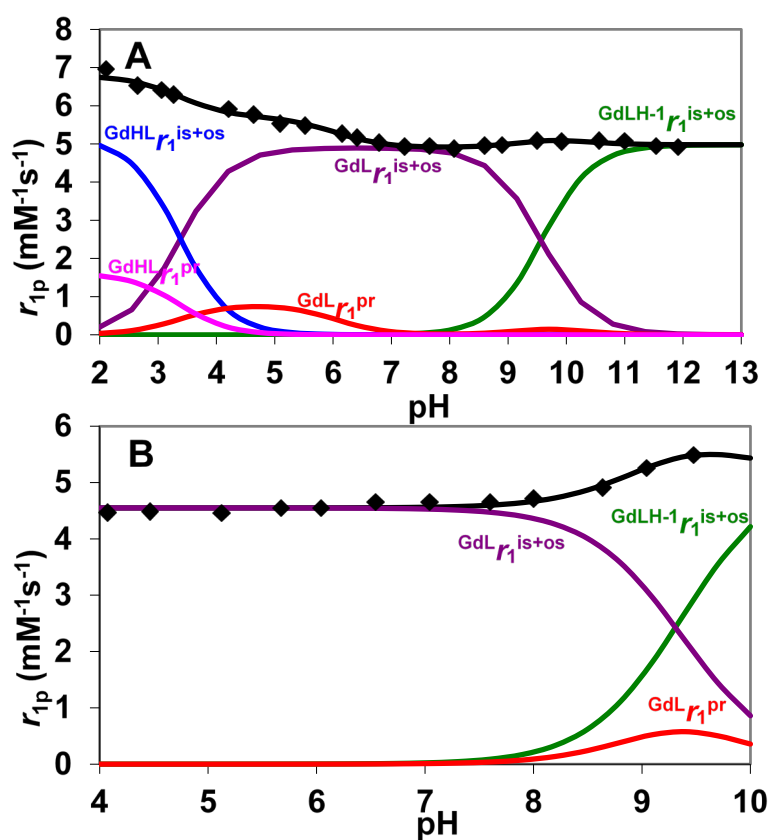 A
8
7
6
5
4
3
2
1
0
r1p (mM-1s-1)
GdHLr1is+os
GdLH-1r1is+os
GdLr1is+os
GdHLr1pr
GdLr1pr
2 3 4 5 6 7 8 9 10 11 12 13
pH
B
6
5
4
3
2
1
0
r1p (mM-1s-1)
GdLr1is+os
GdLH-1r1is+os
GdLr1pr
4 5 6 7 8 9 10
pH